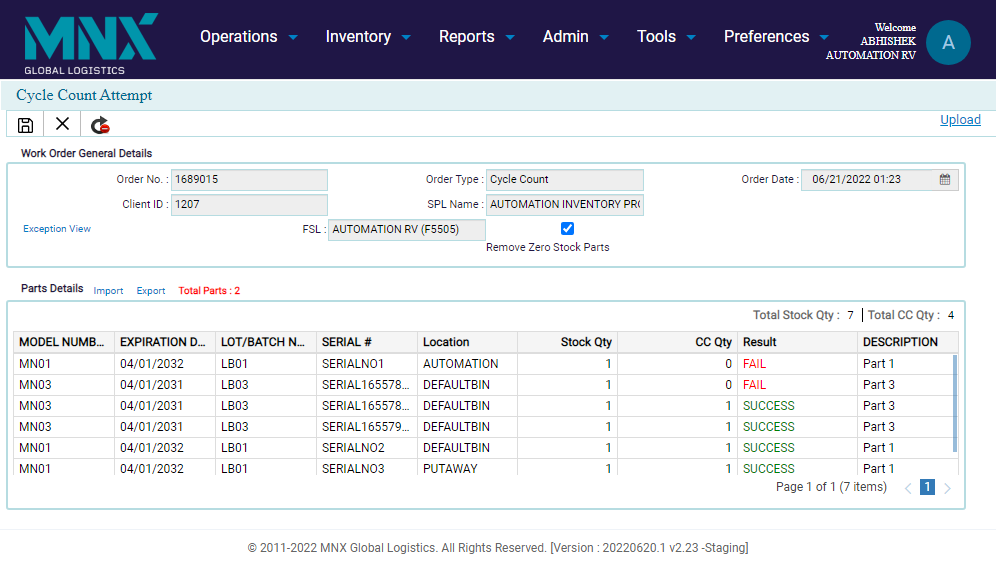 MNX
GLOBAL LOGISTICS
Operations Inventory Reports Admin Tools Preferences
Welcome
ABHISHEK
AUTOMATION RV
A
Cycle Count Attempt
Upload
Work Order General Details
Order No. : 1689015 Order Type : Cycle Count Order Date : 06/21/2022 01:23
Client ID : 1207 SPL Name : AUTOMATION INVENTORY PR
Exception View FSL : AUTOMATION RV (F5505)
Remove Zero Stock Parts
Parts Details Import Export Total Parts : 2
Total Stock Qty : 7 Total CC Qty : 4
MODEL NUMB... EXPIRATION D... LOT/BATCH N... SERIAL # Location Stock Qty CC Qty Result DESCRIPTION
MN01 04/01/2032 LB01 SERIALNO1 AUTOMATION 1 0 FAIL Part 1
MN03 04/01/2031 LB03 SERIAL165578... DEFAULTBIN 1 0 FAIL Part 3
MN03 04/01/2031 LB03 SERIAL165578... DEFAULTBIN 1 1 SUCCESS Part 3
MN03 04/01/2031 LB03 SERIAL165579... DEFAULTBIN 1 1 SUCCESS Part 3
MN01 04/01/2032 LB01 SERIALNO2 DEFAULTBIN 1 1 SUCCESS Part 1
MN01 04/01/2032 LB01 SERIALNO3 PUTAWAY 1 1 SUCCESS Part 1
Page 1 of 1 (7 items) 1
© 2011-2022 MNX Global Logistics. All Rights Reserved. [Version : 20220620.1 v2.23 -Staging]